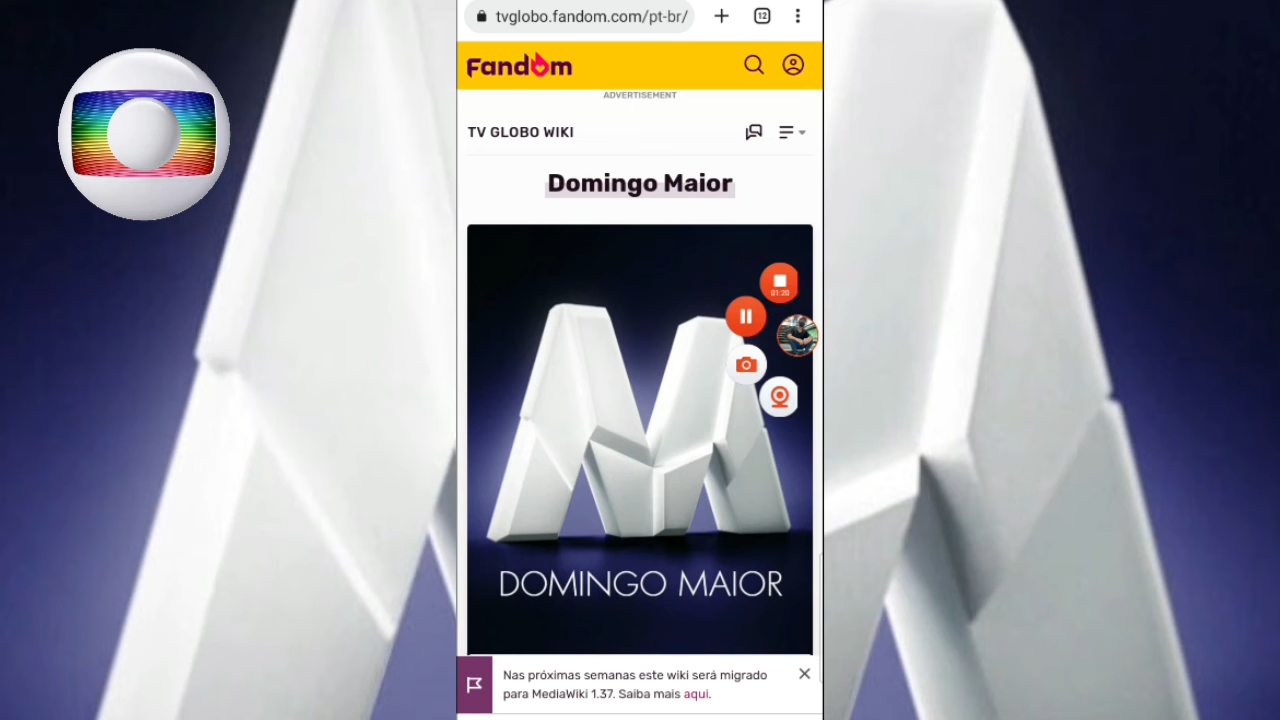 tvglobo.fandom.com/pt-br/
12
Fandom
ADVERTISEMENT
TV GLOBO WIKI
Domingo Maior
01:20
DOMINGO MAIOR
Nas próximas semanas este wiki será migrado
para MediaWiki 1.37. Saiba mais aqui.